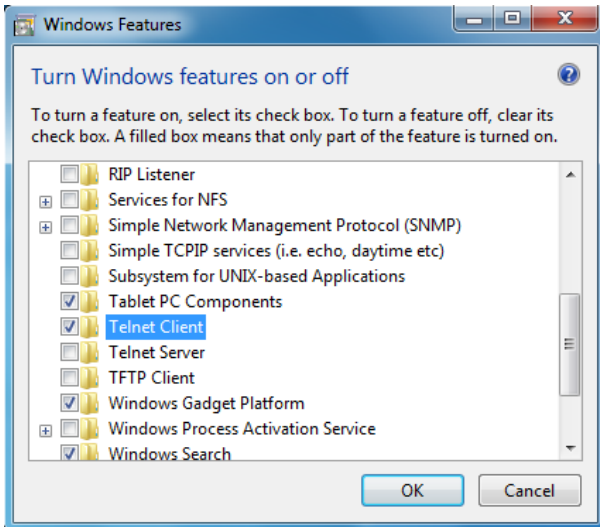 Windows Features
Turn Windows features on or off
To turn a feature on, select its check box. To turn a feature off, clear its
check box. A filled box means that only part of the feature is turned on.
RIP Listener
Services for NFS
Simple Network Management Protocol (SNMP)
Simple TCPIP services (i.e. echo, daytime etc)
Subsystem for UNIX-based Applications
Tablet PC Components
Telnet Client
Telnet Server
TFTP Client
Windows Gadget Platform
Windows Process Activation Service
Windows Search
OK Cancel